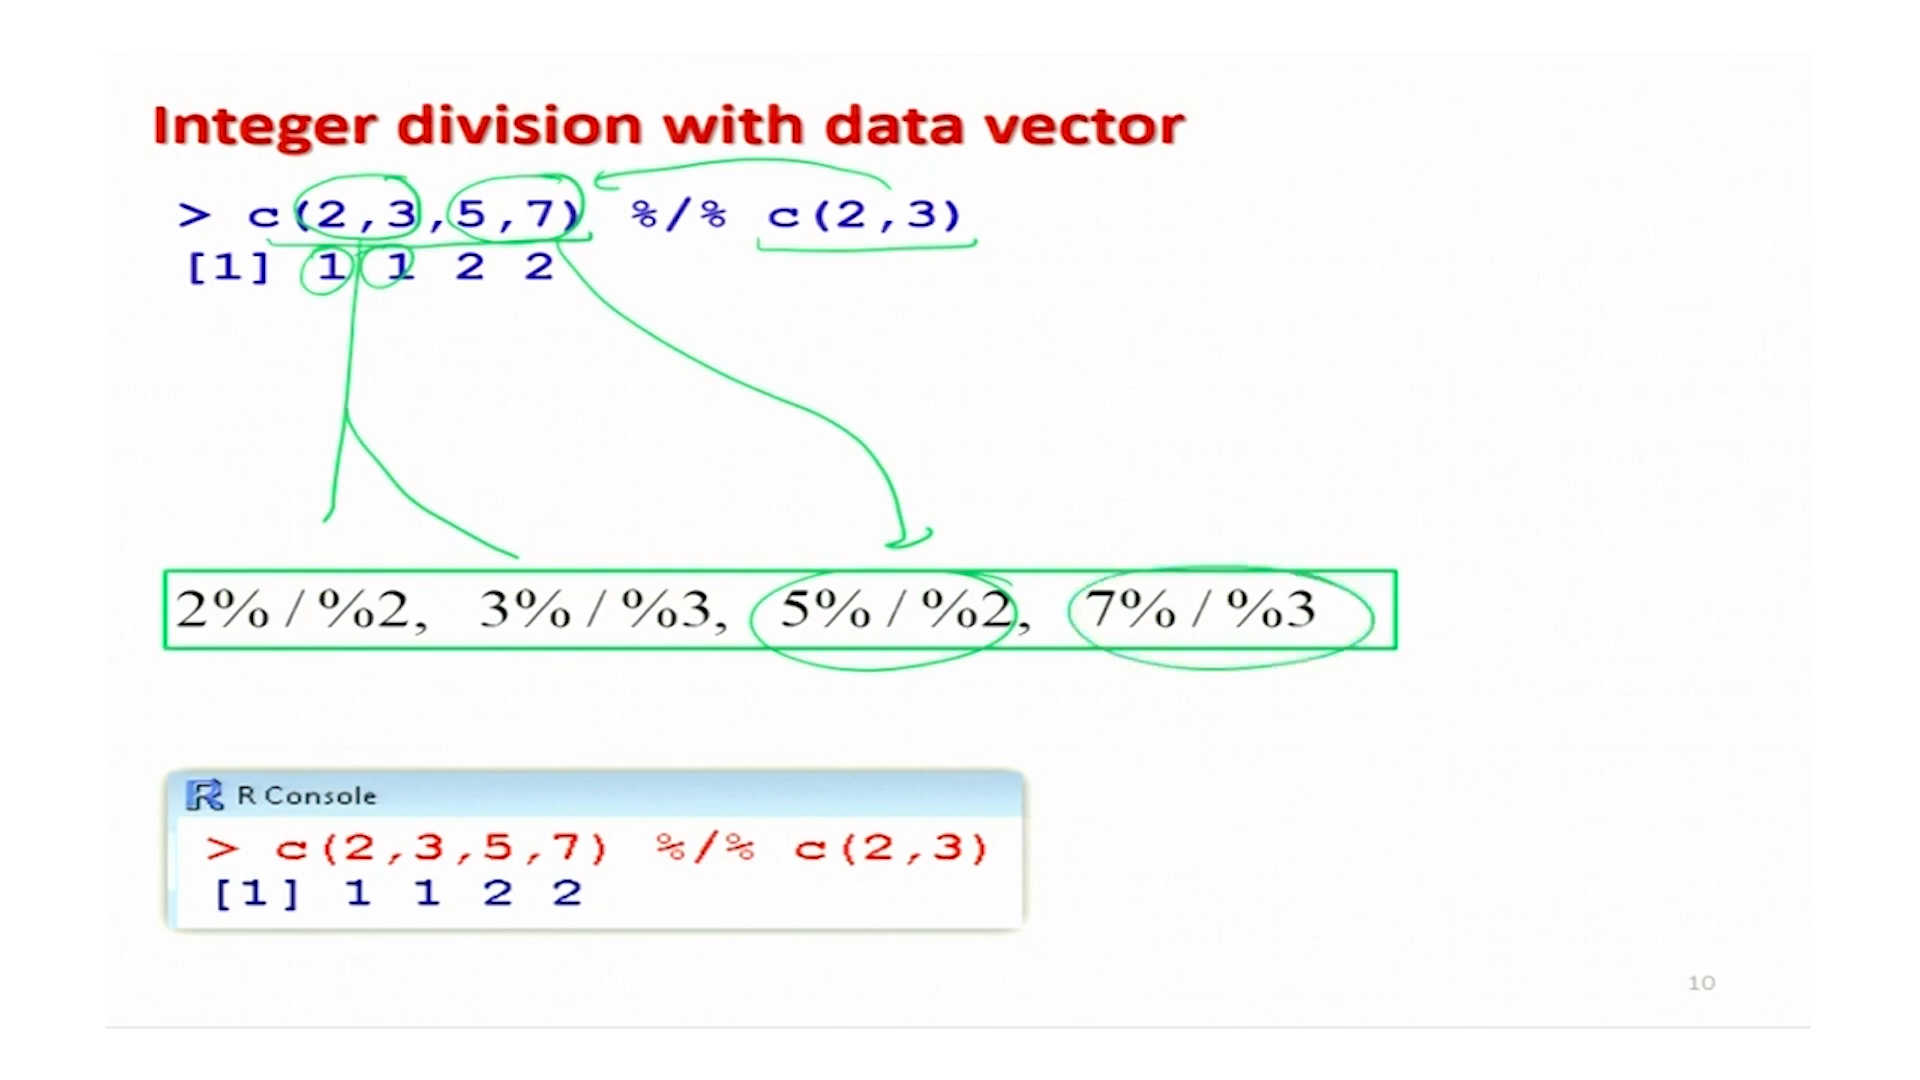 Integer division with data vector
> c(2,3,5,7) %/% c(2,3)
[1] 1 1 2 2
2% / %2, 3% / %3, 5% / %2, 7% / %3
R Console
> c(2,3,5,7) %/% c(2,3)
[1] 1 1 2 2
10